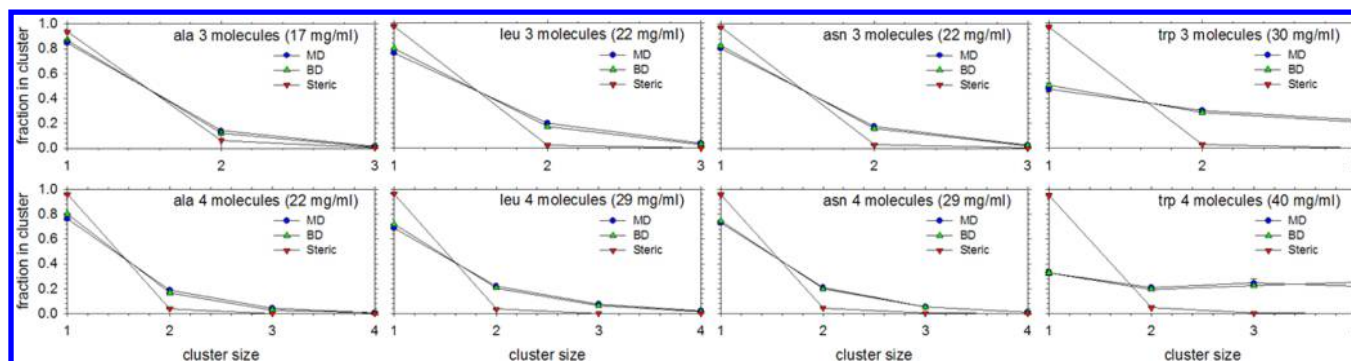 ala 3 molecules (17 mg/ml)
MD
BD
Steric
leu 3 molecules (22 mg/ml)
MD
BD
Steric
asn 3 molecules (22 mg/ml)
MD
BD
Steric
trp 3 molecules (30 mg/ml)
MD
BD
Steric
fraction in cluster
1.0
0.8
0.6
0.4
0.2
0.0
1 2 3
1 2 3
1 2 3
1 2
ala 4 molecules (22 mg/ml)
MD
BD
Steric
leu 4 molecules (29 mg/ml)
MD
BD
Steric
asn 4 molecules (29 mg/ml)
MD
BD
Steric
trp 4 molecules (40 mg/ml)
MD
BD
Steric
fraction in cluster
1.0
0.8
0.6
0.4
0.2
0.0
1 2 3 4
1 2 3 4
1 2 3 4
1 2 3
cluster size
cluster size
cluster size
cluster size